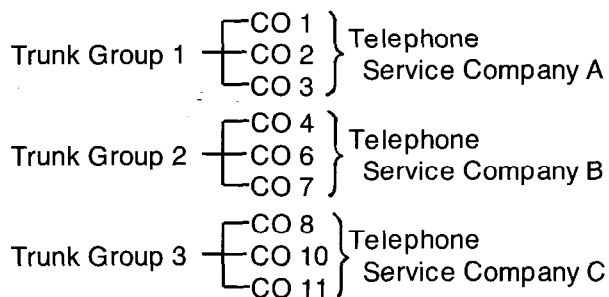 CO 1
Trunk Group 1 CO 2 Telephone
CO 3 Service Company A
CO 4
Trunk Group 2 CO 6 Telephone
CO 7 Service Company B
CO 8
Trunk Group 3 CO 10 Telephone
CO 11 Service Company C